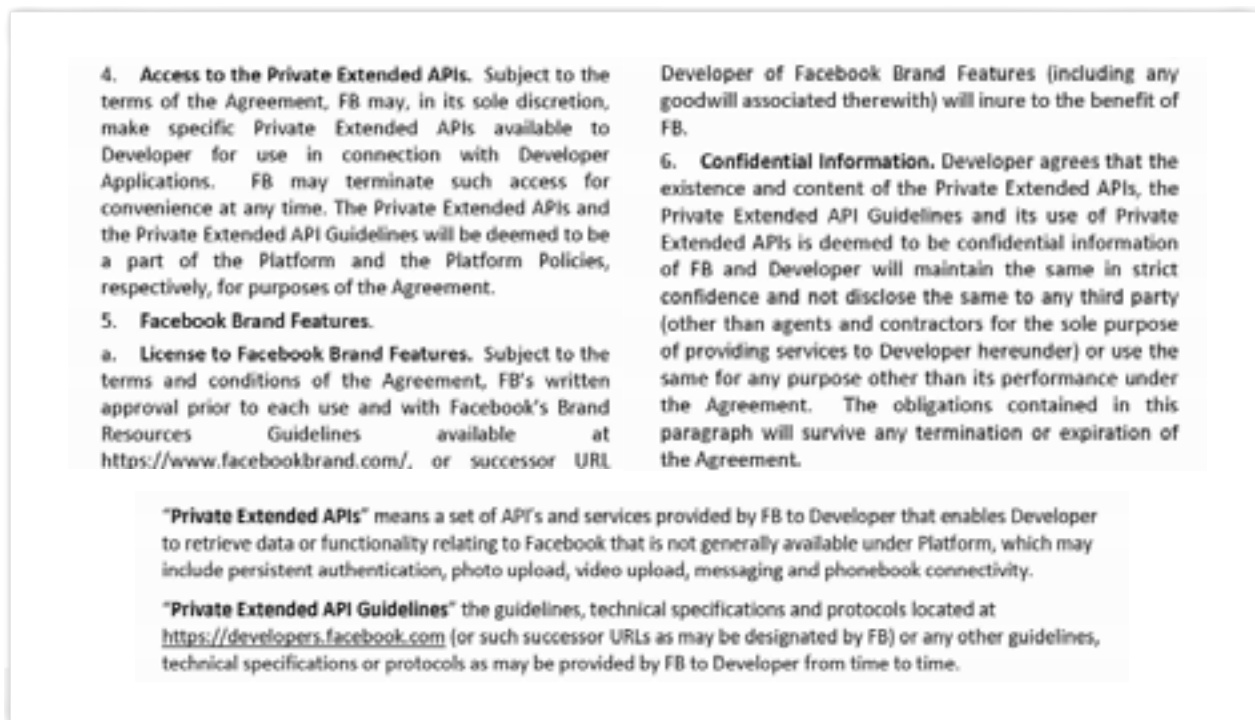 4. Access to the Private Extended APIs. Subject to the
terms of the Agreement, FB may, in its sole discretion,
make specific Private Extended APIs available to
Developer for use in connection with Developer
Applications. FB may terminate such access for
convenience at any time. The Private Extended APIs and
the Private Extended API Guidelines will be deemed to be
a part of the Platform and the Platform Policies,
respectively, for purposes of the Agreement.
5. Facebook Brand Features.
a. License to Facebook Brand Features. Subject to the
terms and conditions of the Agreement, FB's written
approval prior to each use and with Facebook's Brand
Resources Guidelines available at
https://www.facebookbrand.com/, or successor URL
Developer of Facebook Brand Features (including any
goodwill associated therewith) will inure to the benefit of
FB.
6. Confidential Information. Developer agrees that the
existence and content of the Private Extended APIs, the
Private Extended API Guidelines and its use of Private
Extended APIs is deemed to be confidential information
of FB and Developer will maintain the same in strict
confidence and not disclose the same to any third party
(other than agents and contractors for the sole purpose
of providing services to Developer hereunder) or use the
same for any purpose other than its performance under
the Agreement. The obligations contained in this
paragraph will survive any termination or expiration of
the Agreement.
"Private Extended APIs" means a set of API's and services provided by FB to Developer that enables Developer
to retrieve data or functionality relating to Facebook that is not generally available under Platform, which may
include persistent authentication, photo upload, video upload, messaging and phonebook connectivity.
"Private Extended API Guidelines" the guidelines, technical specifications and protocols located at
https://developers.facebook.com (or such successor URLs as may be designated by FB) or any other guidelines,
technical specifications or protocols as may be provided by FB to Developer from time to time.